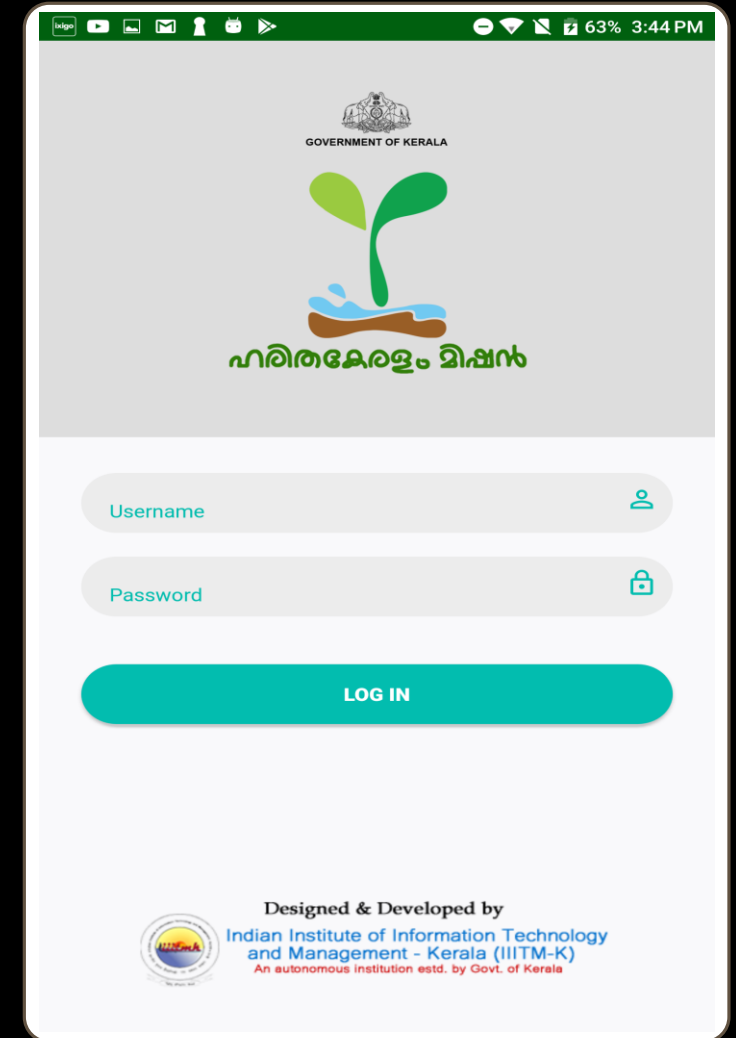 ixigo
63% 3:44 PM
GOVERNMENT OF KERALA
ഹരിതകേരളം മിഷൻ
Username
Password
LOG IN
Designed & Developed by
Indian Institute of Information Technology
and Management - Kerala (IIITM-K)
An autonomous institution estd. by Govt. of Kerala